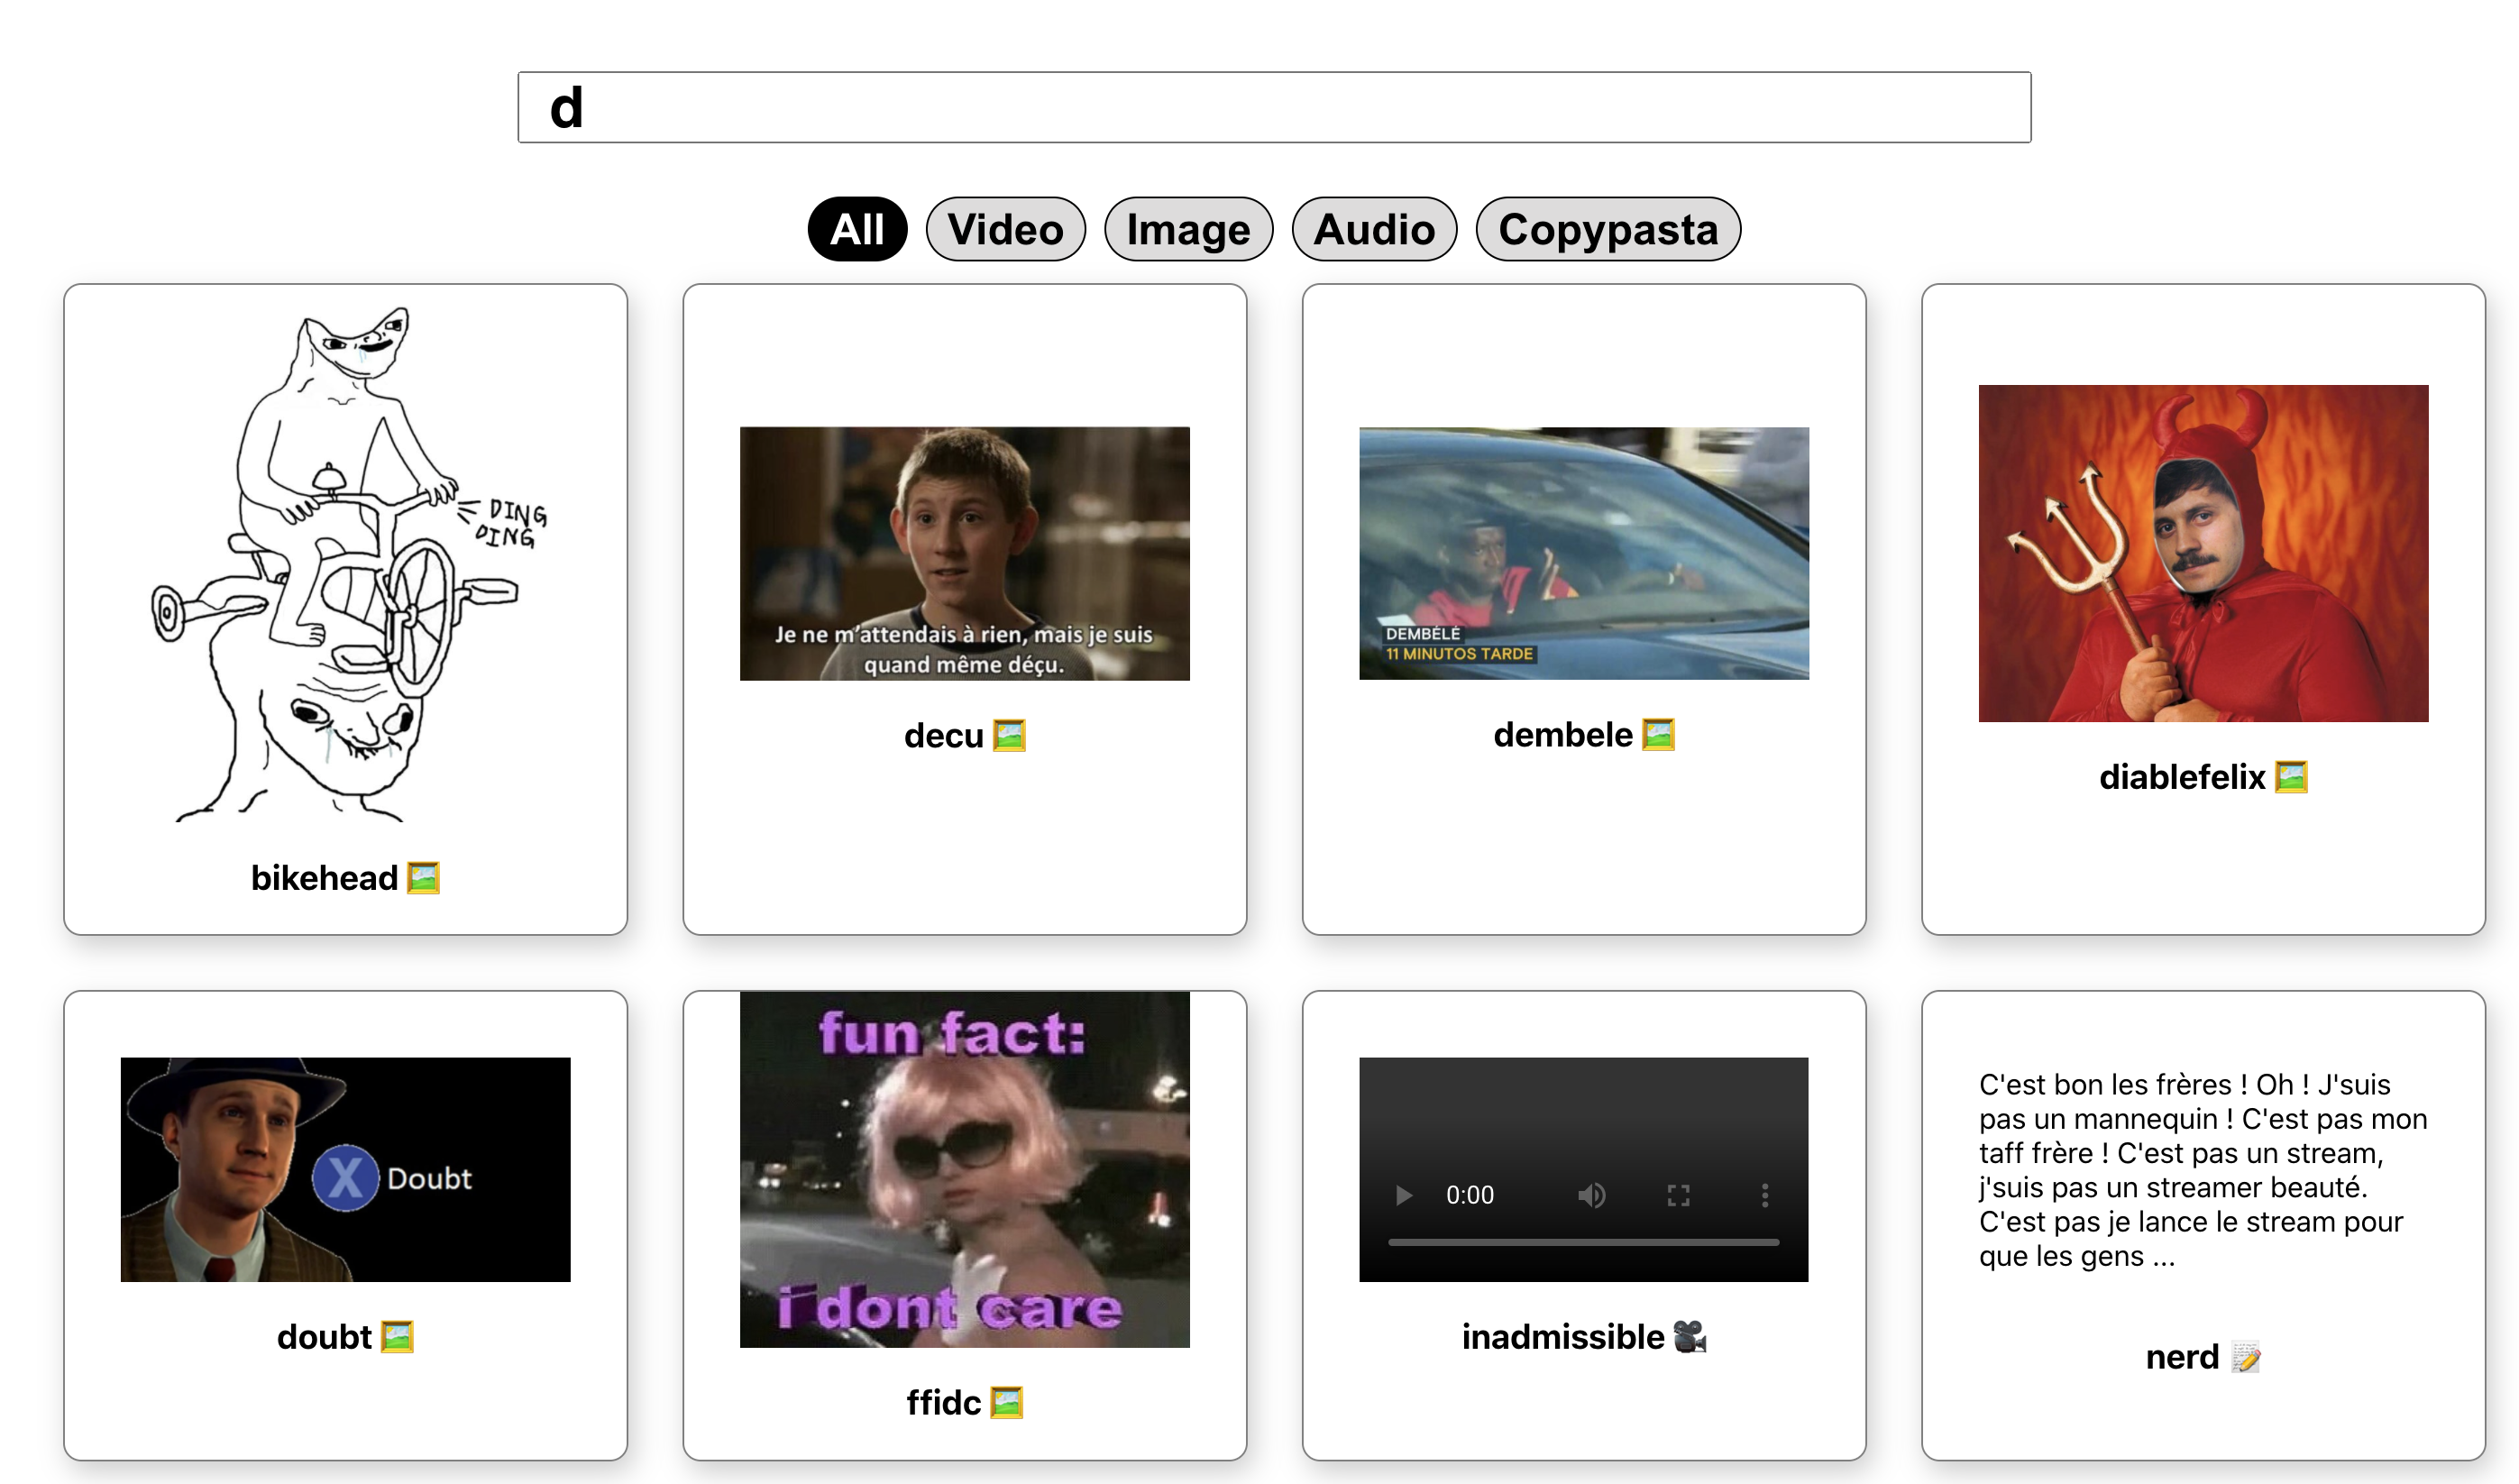 d
All Video Image Audio Copypasta
DING
DING
bikehead
Je ne m'attendais à rien, mais je suis
quand même déçu.
decu
DEMBÉLÉ
11 MINUTOS TARDE
dembele
diablefelix
X Doubt
doubt
fun fact:
i dont care
ffidc
0:00
inadmissible
C'est bon les frères ! Oh ! J'suis
pas un mannequin ! C'est pas mon
taff frère ! C'est pas un stream,
j'suis pas un streamer beauté.
C'est pas je lance le stream pour
que les gens ...
nerd